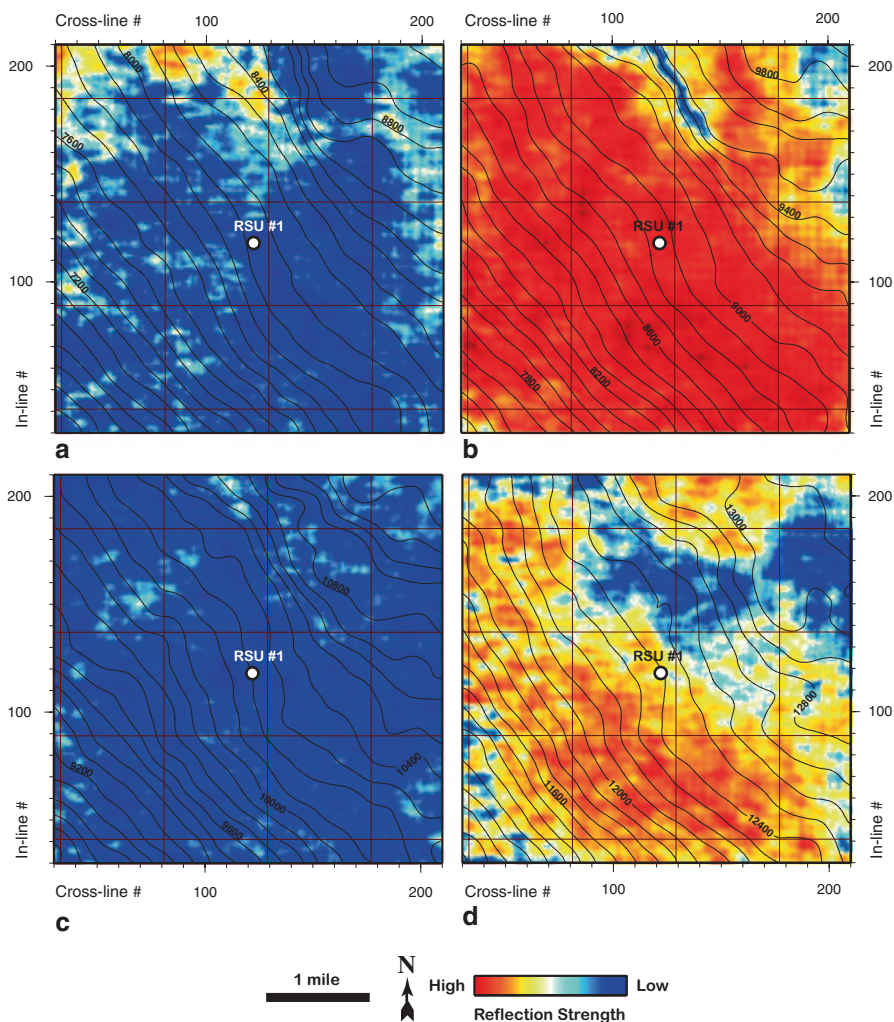 Cross-line # 100 200
Cross-line # 100 210
200
100
In-line #
8000
8400
8800
7600
7200
RSU #1
a
9800
9400
9000
8600
8200
7800
RSU #1
b
200
100
In-line #
200
100
In-line #
10800
10400
10000
9600
9200
RSU #1
Cross-line # 100 200
c
13000
12800
12400
12000
11600
RSU #1
Cross-line # 100 200
d
200
100
In-line #
1 mile
N
High Low
Reflection Strength